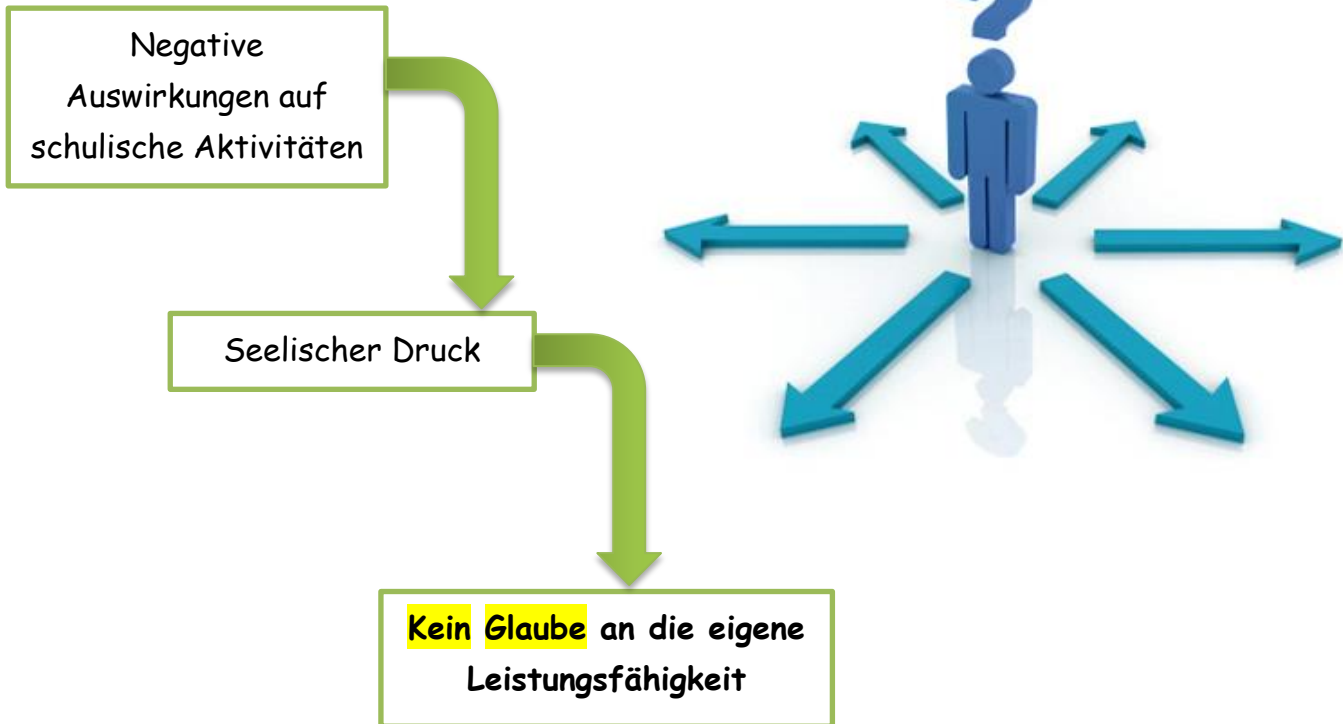 ?
Negative
Auswirkungen auf
schulische Aktivitäten
Seelischer Druck
Kein Glaube an die eigene
Leistungsfähigkeit